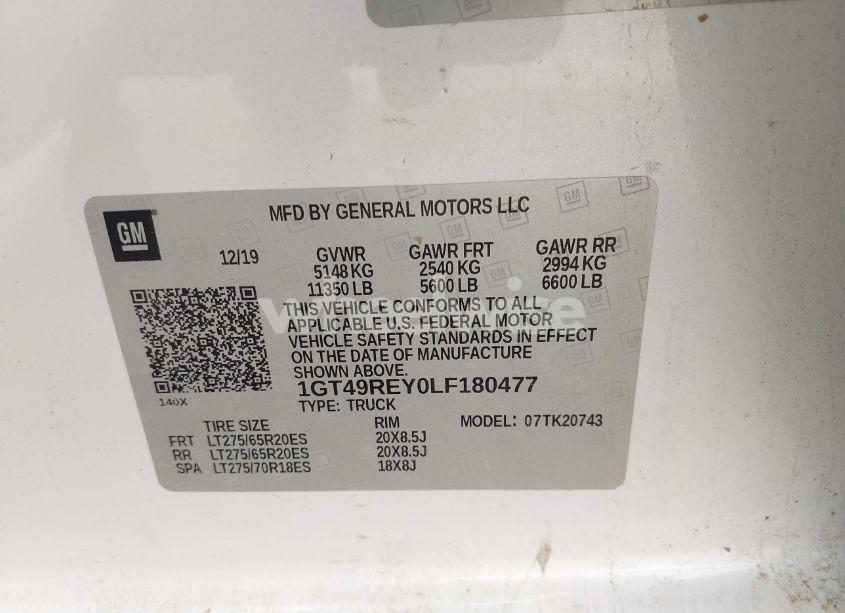 MFD BY GENERAL MOTORS LLC
GM
12/19 GVWR GAWR FRT GAWR RR
5148 KG 2540 KG 2994 KG
11350 LB 5600 LB 6600 LB
THIS VEHICLE CONFORMS TO ALL
APPLICABLE U.S. FEDERAL MOTOR
VEHICLE SAFETY STANDARDS IN EFFECT
ON THE DATE OF MANUFACTURE
SHOWN ABOVE.
1GT49REY0LF180477
140X
TYPE: TRUCK
TIRE SIZE RIM MODEL: 07TK20743
FRT LT275/65R20ES 20X8.5J
RR LT275/65R20ES 20X8.5J
SPA LT275/70R18ES 18X8J